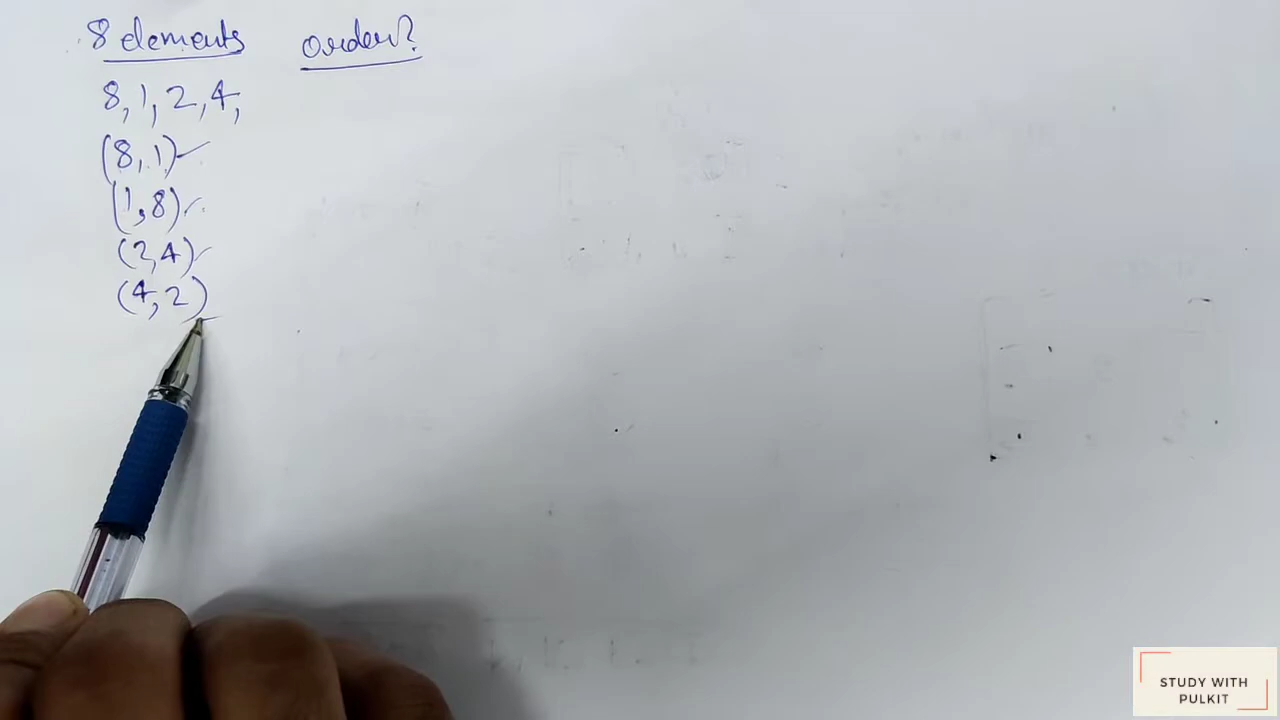 8 elements order?
8, 1, 2, 4,
(8, 1) ✓
(1, 8) ✓
(2, 4) ✓
(4, 2) ✓
STUDY WITH
PULKIT